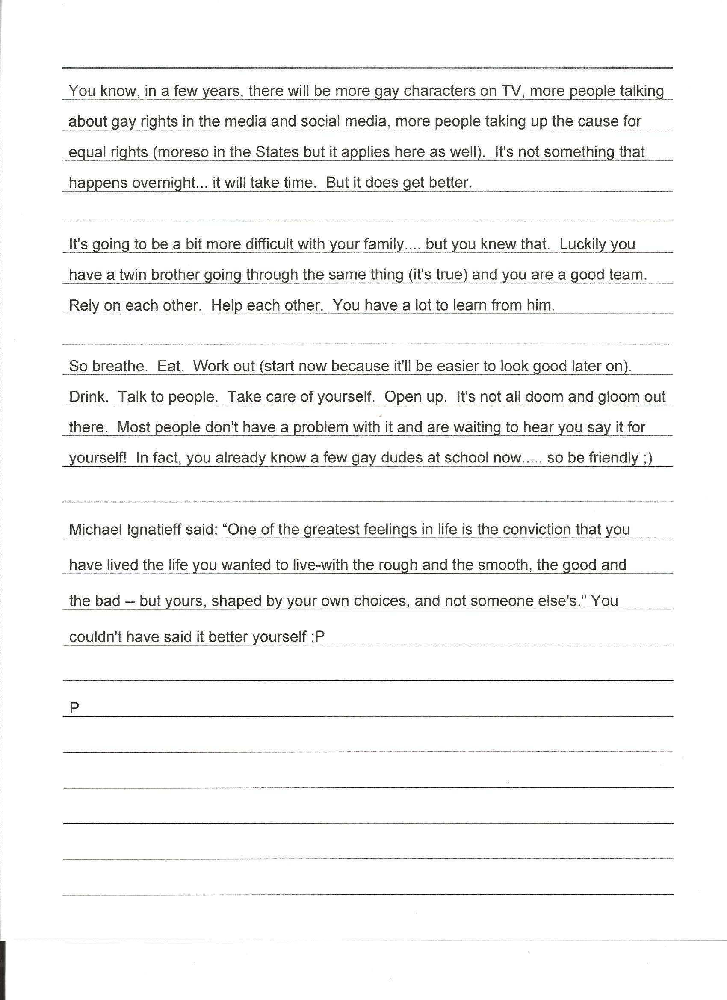 You know, in a few years, there will be more gay characters on TV, more people talking
about gay rights in the media and social media, more people taking up the cause for
equal rights (moreso in the States but it applies here as well).  It's not something that
happens overnight... it will take time.  But it does get better.
It's going to be a bit more difficult with your family.... but you knew that.  Luckily you
have a twin brother going through the same thing (it's true) and you are a good team.
Rely on each other.  Help each other.  You have a lot to learn from him.
So breathe.  Eat.  Work out (start now because it'll be easier to look good later on).
Drink.  Talk to people.  Take care of yourself.  Open up.  It's not all doom and gloom out
there.  Most people don't have a problem with it and are waiting to hear you say it for
yourself!  In fact, you already know a few gay dudes at school now..... so be friendly ;)
Michael Ignatieff said: “One of the greatest feelings in life is the conviction that you
have lived the life you wanted to live-with the rough and the smooth, the good and
the bad -- but yours, shaped by your own choices, and not someone else's." You
couldn't have said it better yourself :P
P